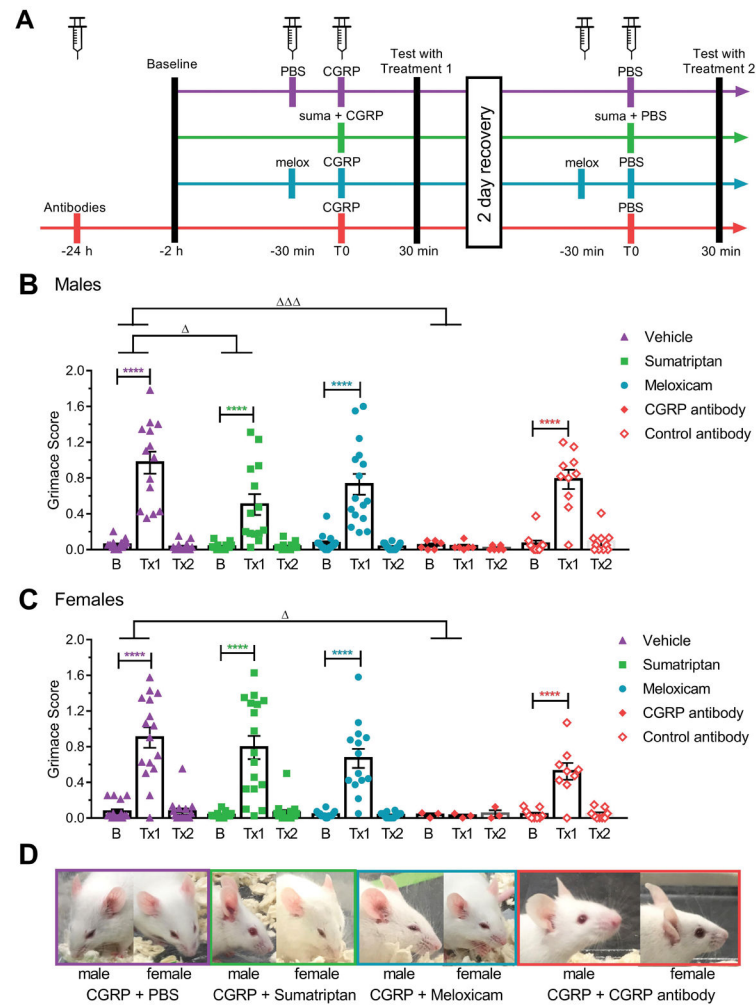 A
Baseline
PBS
CGRP
Test with
Treatment 1
PBS
Test with
Treatment 2
suma + CGRP
suma + PBS
melox
CGRP
melox
PBS
2 day recovery
Antibodies
CGRP
PBS
-24 h
-2 h
-30 min
T0
30 min
-30 min
T0
30 min
B Males
ΔΔΔ
Δ
**** **** **** ****
Grimace Score
2.0
1.6
1.2
0.8
0.4
0.0
B Tx1 Tx2 B Tx1 Tx2 B Tx1 Tx2 B Tx1 Tx2 B Tx1 Tx2
Vehicle
Sumatriptan
Meloxicam
CGRP antibody
Control antibody
C Females
Δ
**** **** **** ****
Grimace Score
2.0
1.6
1.2
0.8
0.4
0.0
B Tx1 Tx2 B Tx1 Tx2 B Tx1 Tx2 B Tx1 Tx2 B Tx1 Tx2
Vehicle
Sumatriptan
Meloxicam
CGRP antibody
Control antibody
D
male female male female male female male female
CGRP + PBS CGRP + Sumatriptan CGRP + Meloxicam CGRP + CGRP antibody